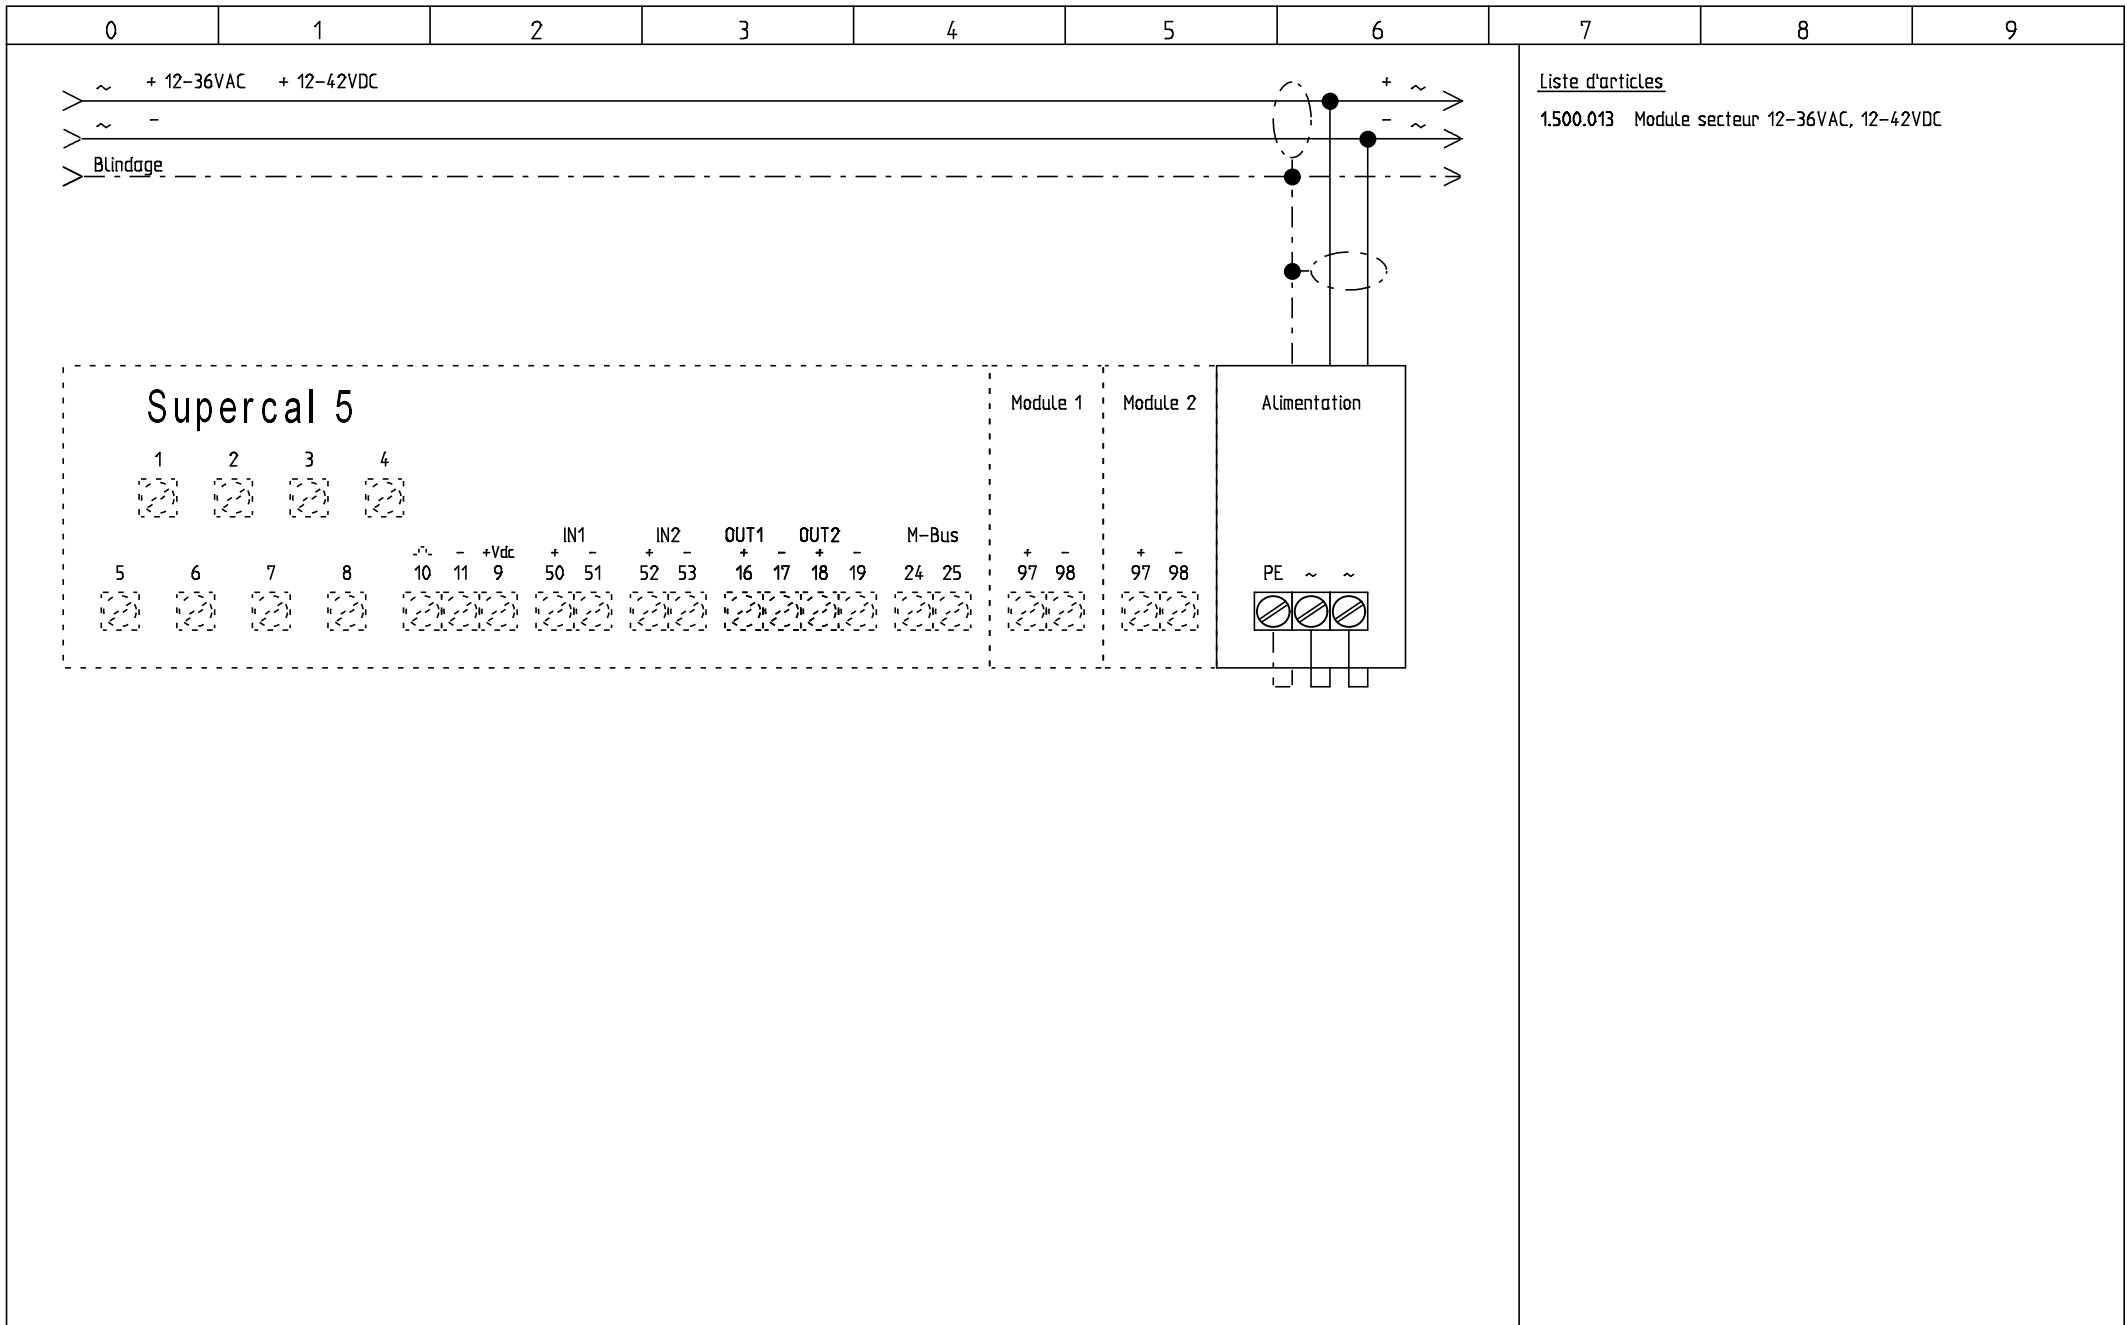 0 1 2 3 4 5 6 7 8 9
~ + 12-36VAC + 12-42VDC + ~
~ - - ~
Blindage
Liste d'articles
1.500.013 Module secteur 12-36VAC, 12-42VDC
Supercal 5
Module 1 Module 2 Alimentation
1 2 3 4
IN1 IN2 OUT1 OUT2 M-Bus
- +Vdc + - + - + - + - + - + -
5 6 7 8 10 11 9 50 51 52 53 16 17 18 19 24 25 97 98 97 98 PE ~ ~